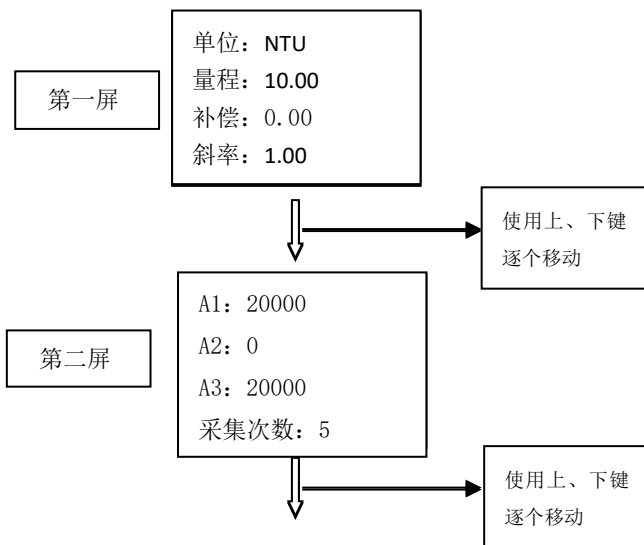 第一屏
单位：NTU
量程：10.00
补偿：0.00
斜率：1.00
使用上、下键
逐个移动
第二屏
A1：20000
A2：0
A3：20000
采集次数：5
使用上、下键
逐个移动